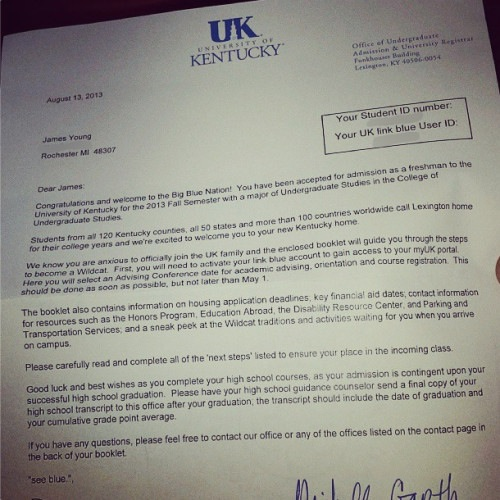 UK
UNIVERSITY OF
KENTUCKY
Office of Undergraduate
Admission & University Registrar
Funkhouser Building
Lexington, KY 40506-0054
August 13, 2013
Your Student ID number:
Your UK link blue User ID:
James Young
Rochester MI 48307
Dear James:
Congratulations and welcome to the Big Blue Nation! You have been accepted for admission as a freshman to the
University of Kentucky for the 2013 Fall Semester with a major of Undergraduate Studies in the College of
Undergraduate Studies.
Students from all 120 Kentucky counties, all 50 states and more than 100 countries worldwide call Lexington home
for their college years and we're excited to welcome you to your new Kentucky home.
We know you are anxious to officially join the UK family and the enclosed booklet will guide you through the steps
to become a Wildcat. First, you will need to activate your link blue account to gain access to your myUK portal.
Here you will select an Advising Conference date for academic advising, orientation and course registration. This
should be done as soon as possible, but not later than May 1.
The booklet also contains information on housing application deadlines, key financial aid dates; contact information
for resources such as the Honors Program, Education Abroad, the Disability Resource Center, and Parking and
Transportation Services; and a sneak peek at the Wildcat traditions and activities waiting for you when you arrive
on campus.
Please carefully read and complete all of the 'next steps' listed to ensure your place in the incoming class.
Good luck and best wishes as you complete your high school courses, as your admission is contingent upon your
successful high school graduation. Please have your high school guidance counselor send a final copy of your
high school transcript to this office after your graduation; the transcript should include the date of graduation and
your cumulative grade point average.
If you have any questions, please feel free to contact our office or any of the offices listed on the contact page in
the back of your booklet.
"see blue.",